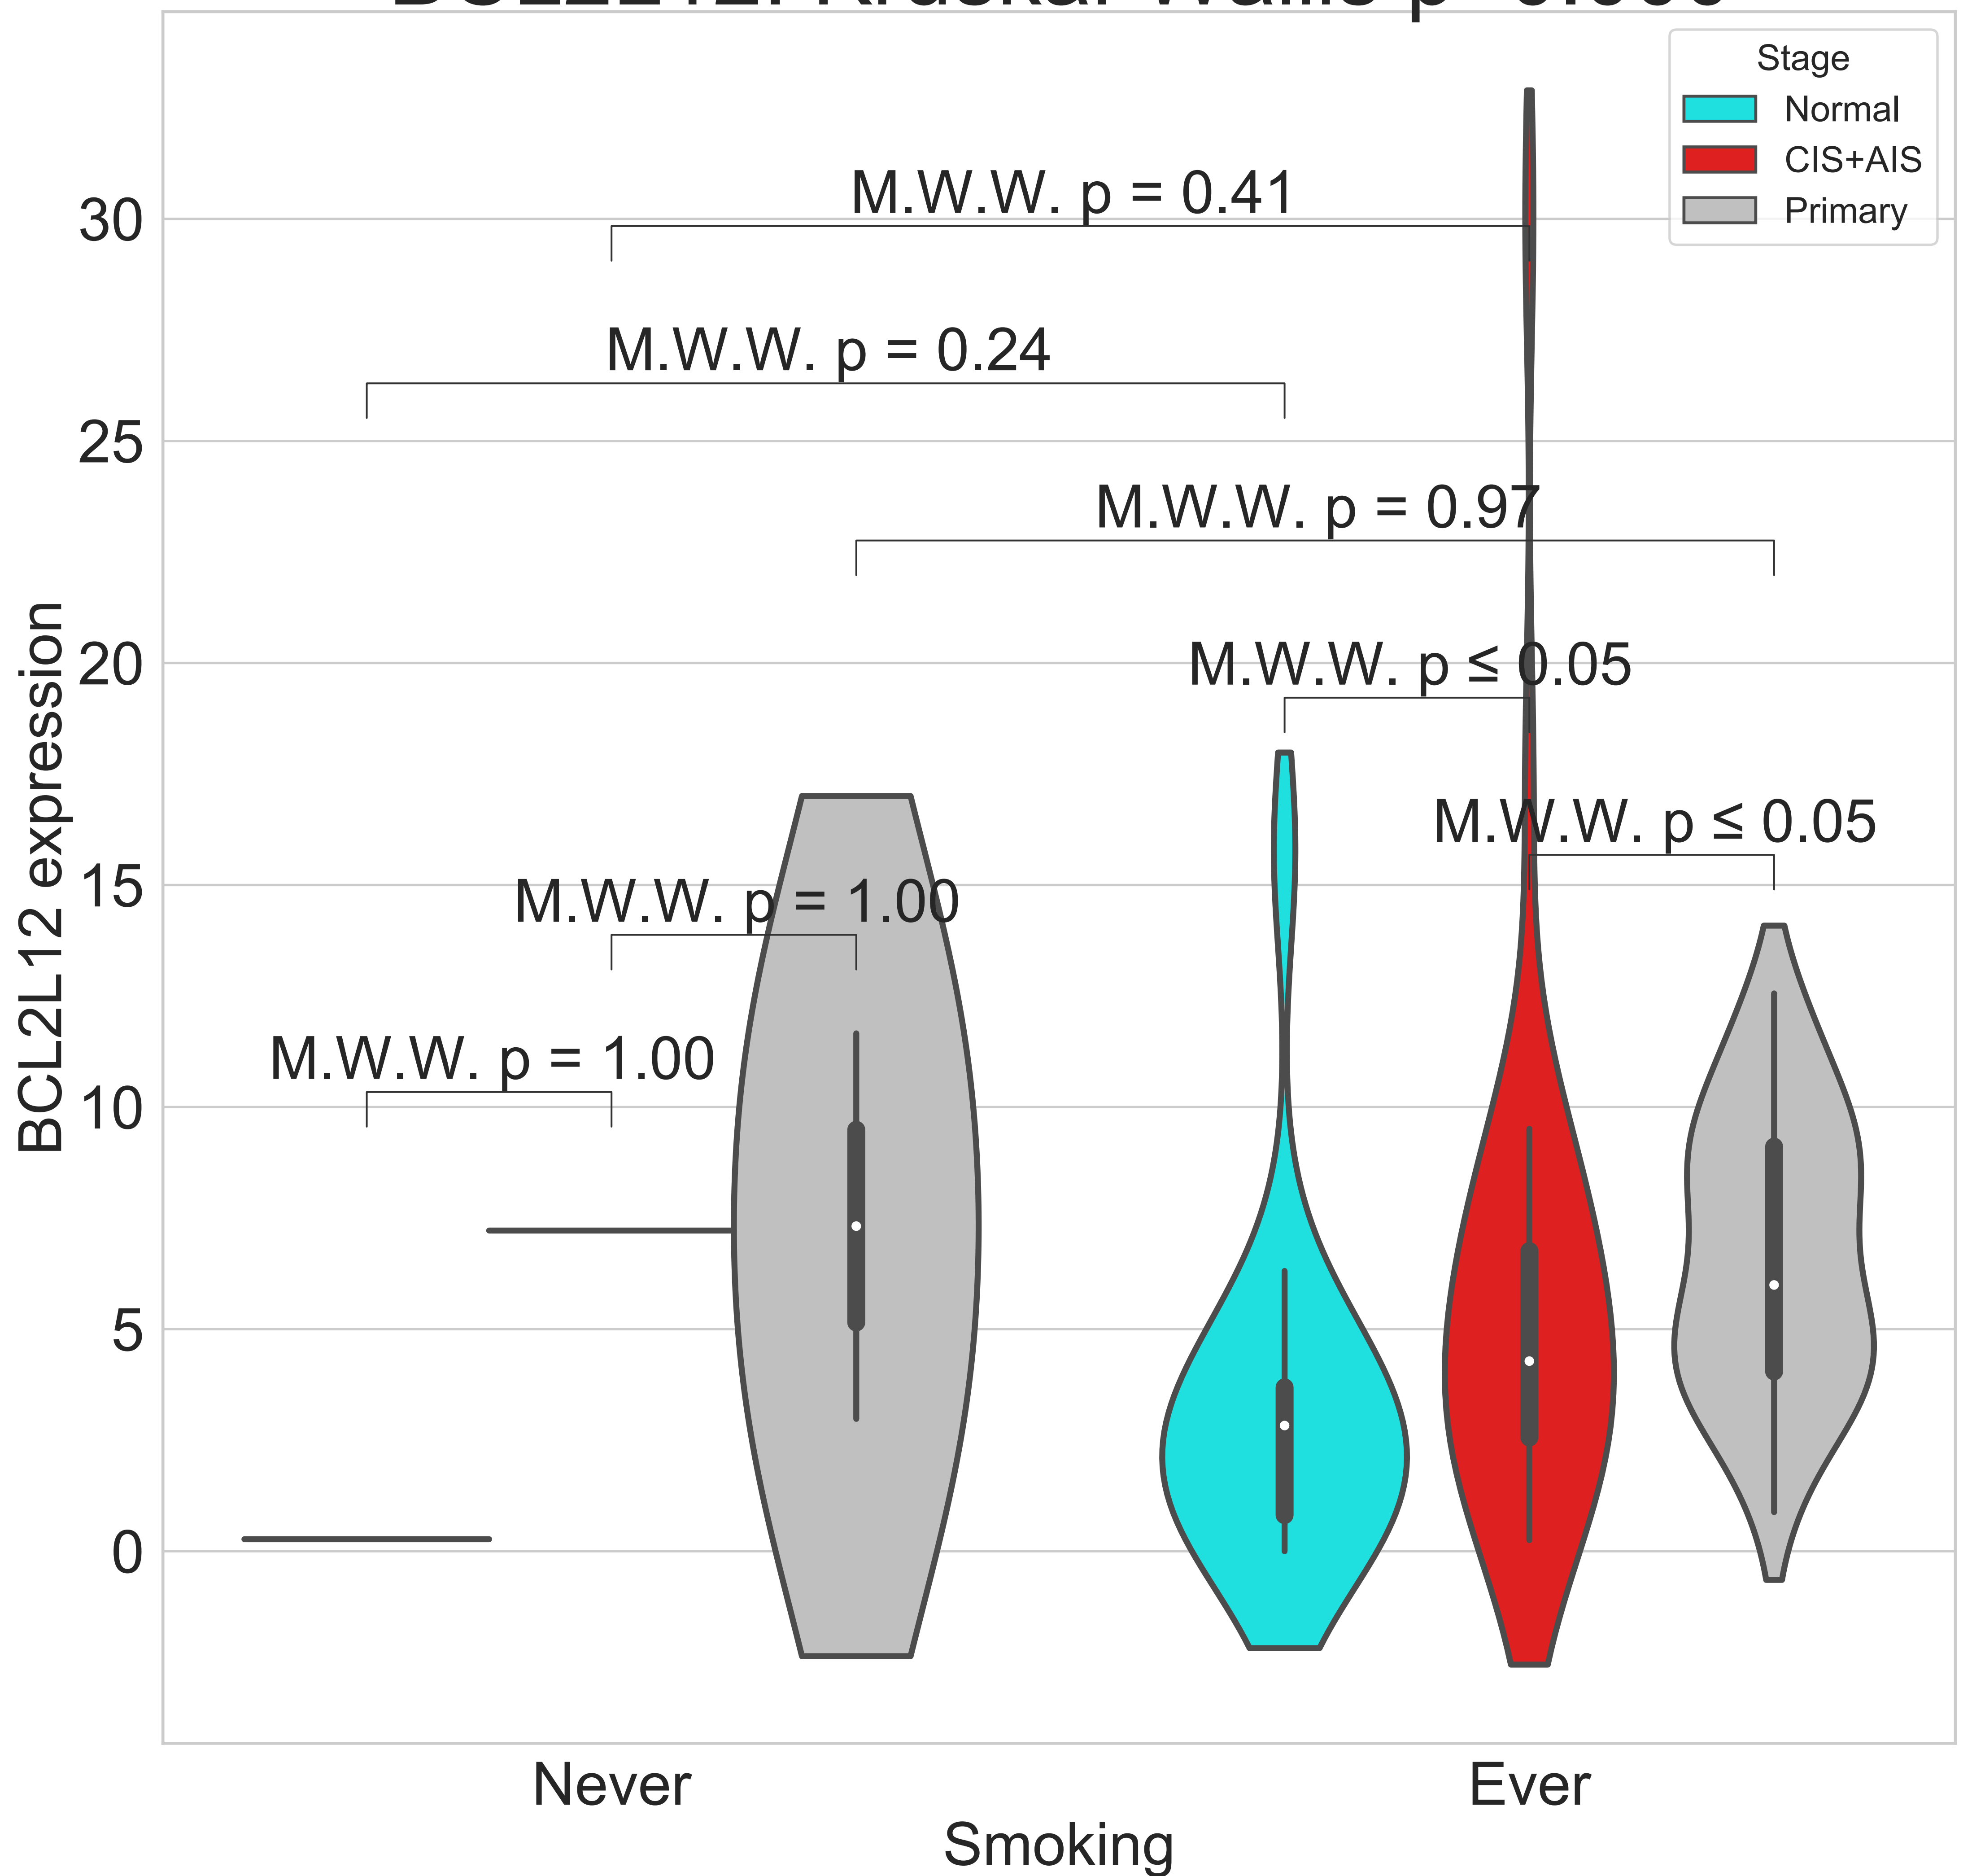 Stage
Normal
CIS+AIS
Primary
M.W.W. p = 0.41
M.W.W. p = 0.24
M.W.W. p = 0.97
M.W.W. p ≤ 0.05
M.W.W. p ≤ 0.05
M.W.W. p = 1.00
M.W.W. p = 1.00
30
25
20
15
10
5
0
BCL2L12 expression
Never
Ever
Smoking